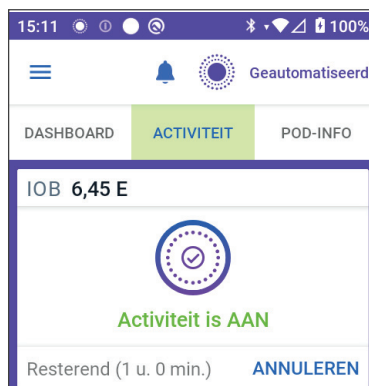 15:11 100%
Geautomatiseerd
DASHBOARD ACTIVITEIT POD-INFO
IOB 6,45 E
Activiteit is AAN
Resterend (1 u. 0 min.) ANNULEREN